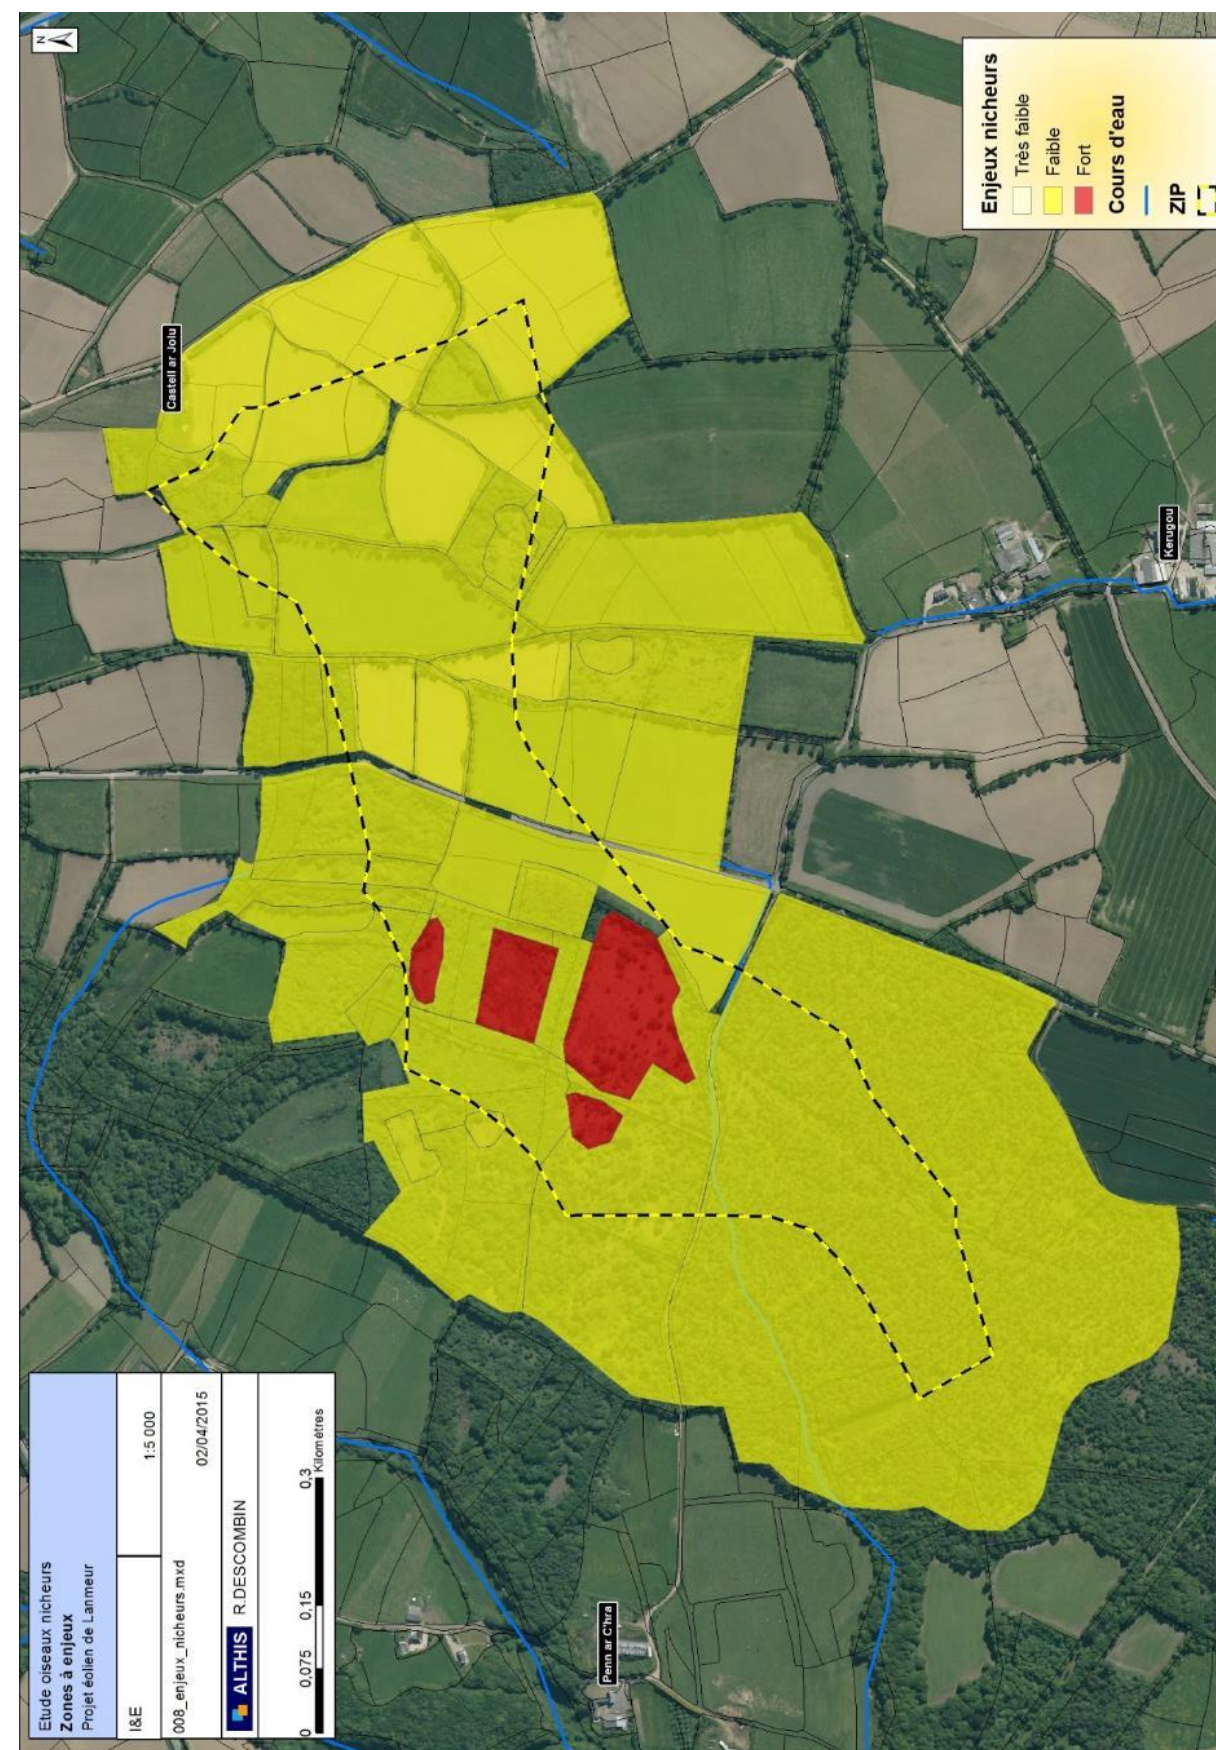 Etude oiseaux nicheurs
Zones à enjeux
Projet éolien de Lanmeur
I&E
1:5 000
008_enjeux_nicheurs.mxd
02/04/2015
ALTHIS R.DESCOMBIN
0 0,075 0,15 0,3
Kilomètres
N
Castell ar Jolu
Penn ar C'hra
Kerugou
Enjeux nicheurs
Très faible
Faible
Fort
Cours d'eau
ZIP